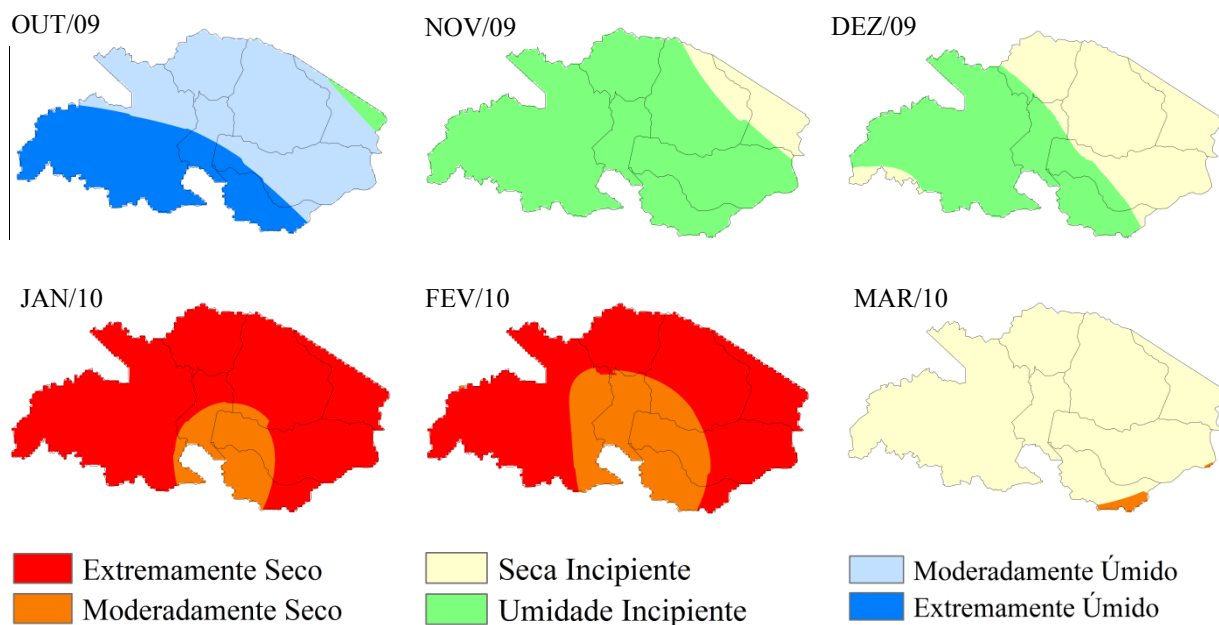 OUT/09
NOV/09
DEZ/09
JAN/10
FEV/10
MAR/10
Extremamente Seco
Moderadamente Seco
Seca Incipiente
Umidade Incipiente
Moderadamente Úmido
Extremamente Úmido